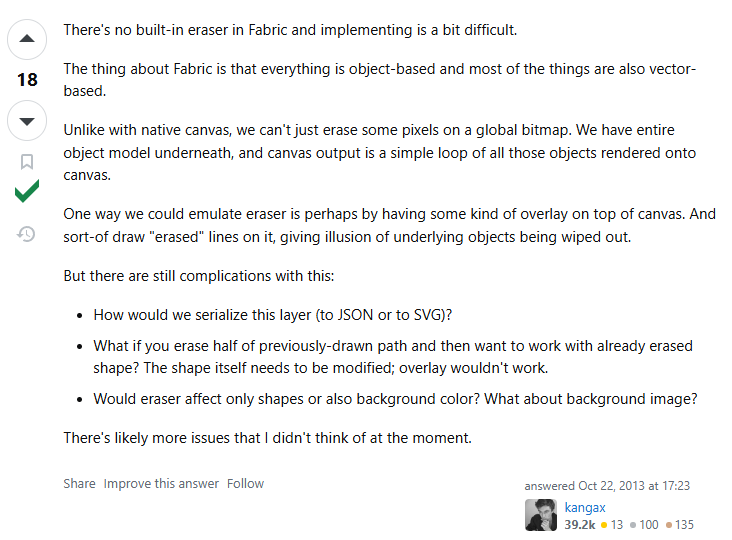 There's no built-in eraser in Fabric and implementing is a bit difficult.
The thing about Fabric is that everything is object-based and most of the things are also vector-
based.
18
Unlike with native canvas, we can't just erase some pixels on a global bitmap. We have entire
object model underneath, and canvas output is a simple loop of all those objects rendered onto
canvas.
One way we could emulate eraser is perhaps by having some kind of overlay on top of canvas. And
sort-of draw "erased" lines on it, giving illusion of underlying objects being wiped out.
But there are still complications with this:
• How would we serialize this layer (to JSON or to SVG)?
• What if you erase half of previously-drawn path and then want to work with already erased
shape? The shape itself needs to be modified; overlay wouldn't work.
• Would eraser affect only shapes or also background color? What about background image?
There's likely more issues that I didn't think of at the moment.
Share Improve this answer Follow
answered Oct 22, 2013 at 17:23
kangax
39.2k ● 13 ● 100 ● 135